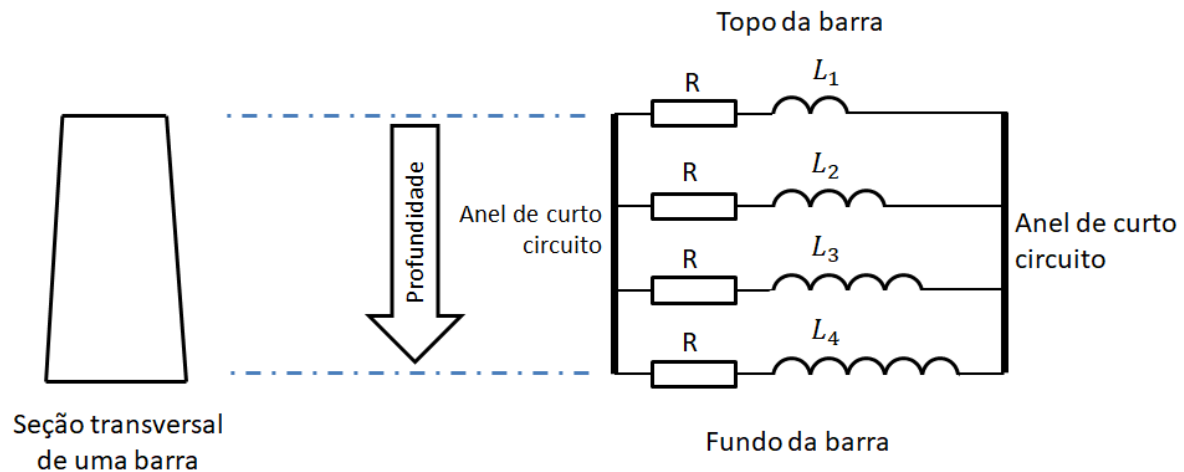 Topo da barra
R
L₁
R
L₂
Profundidade
Anel de curto
circuito
Anel de curto
circuito
R
L₃
R
L₄
Seção transversal
de uma barra
Fundo da barra